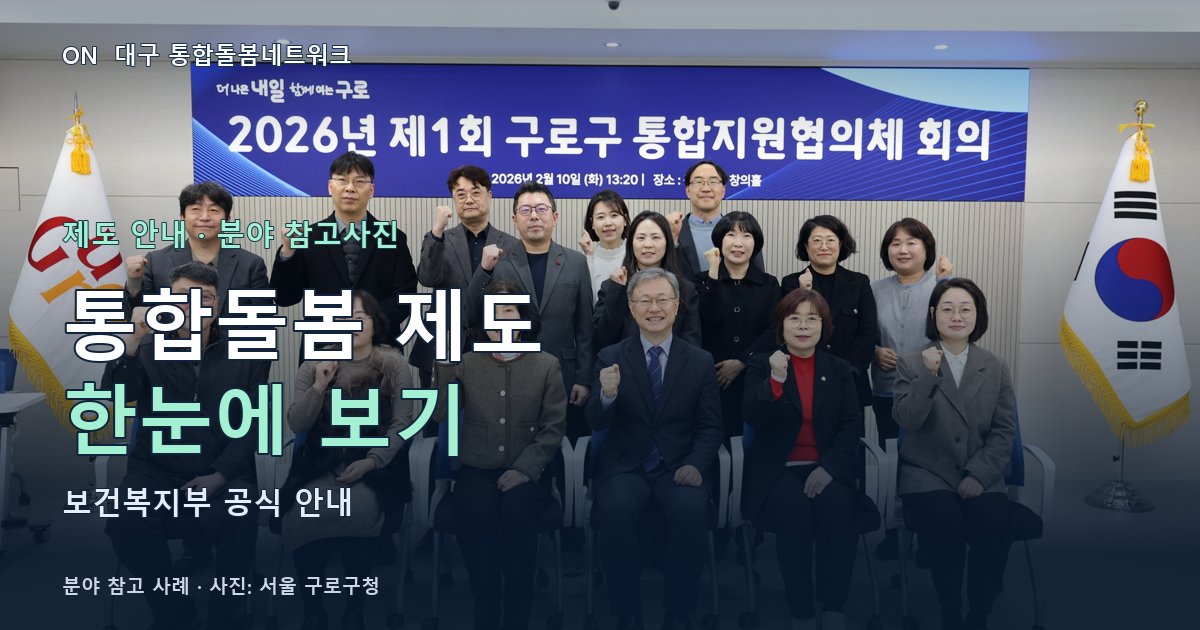 ON 대구 통합돌봄네트워크
더 나은 내일 함께 여는 구로
2026년 제1회 구로구 통합지원협의체 회의
2026년 2월 10일 (화) 13:20 | 장소 : 창의홀
제도 안내 · 분야 참고사진
통합돌봄 제도
한눈에 보기
보건복지부 공식 안내
분야 참고 사례 · 사진: 서울 구로구청